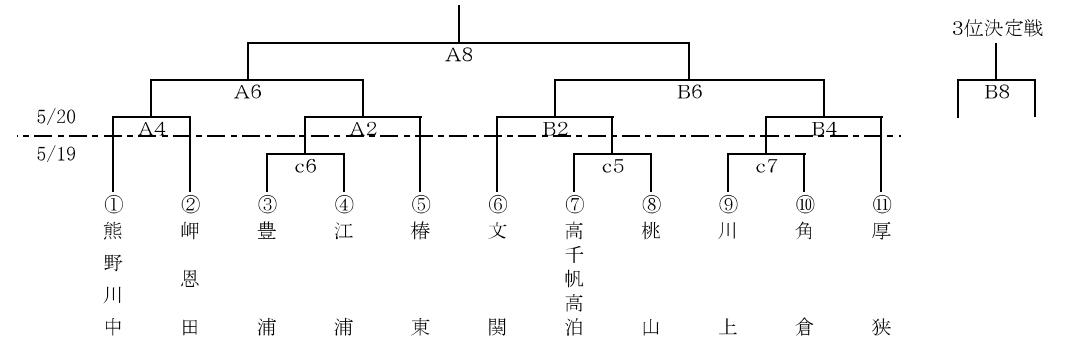 3位決定戦
A8
A6
B6
B8
5/20
A4
A2
B2
B4
5/19
c6
c5
c7
① ② ③ ④ ⑤ ⑥ ⑦ ⑧ ⑨ ⑩ ⑪
熊野川中
岬恩田
豊浦
江浦
椿東
文関
高千帆高泊
桃山
川上
角倉
厚狭